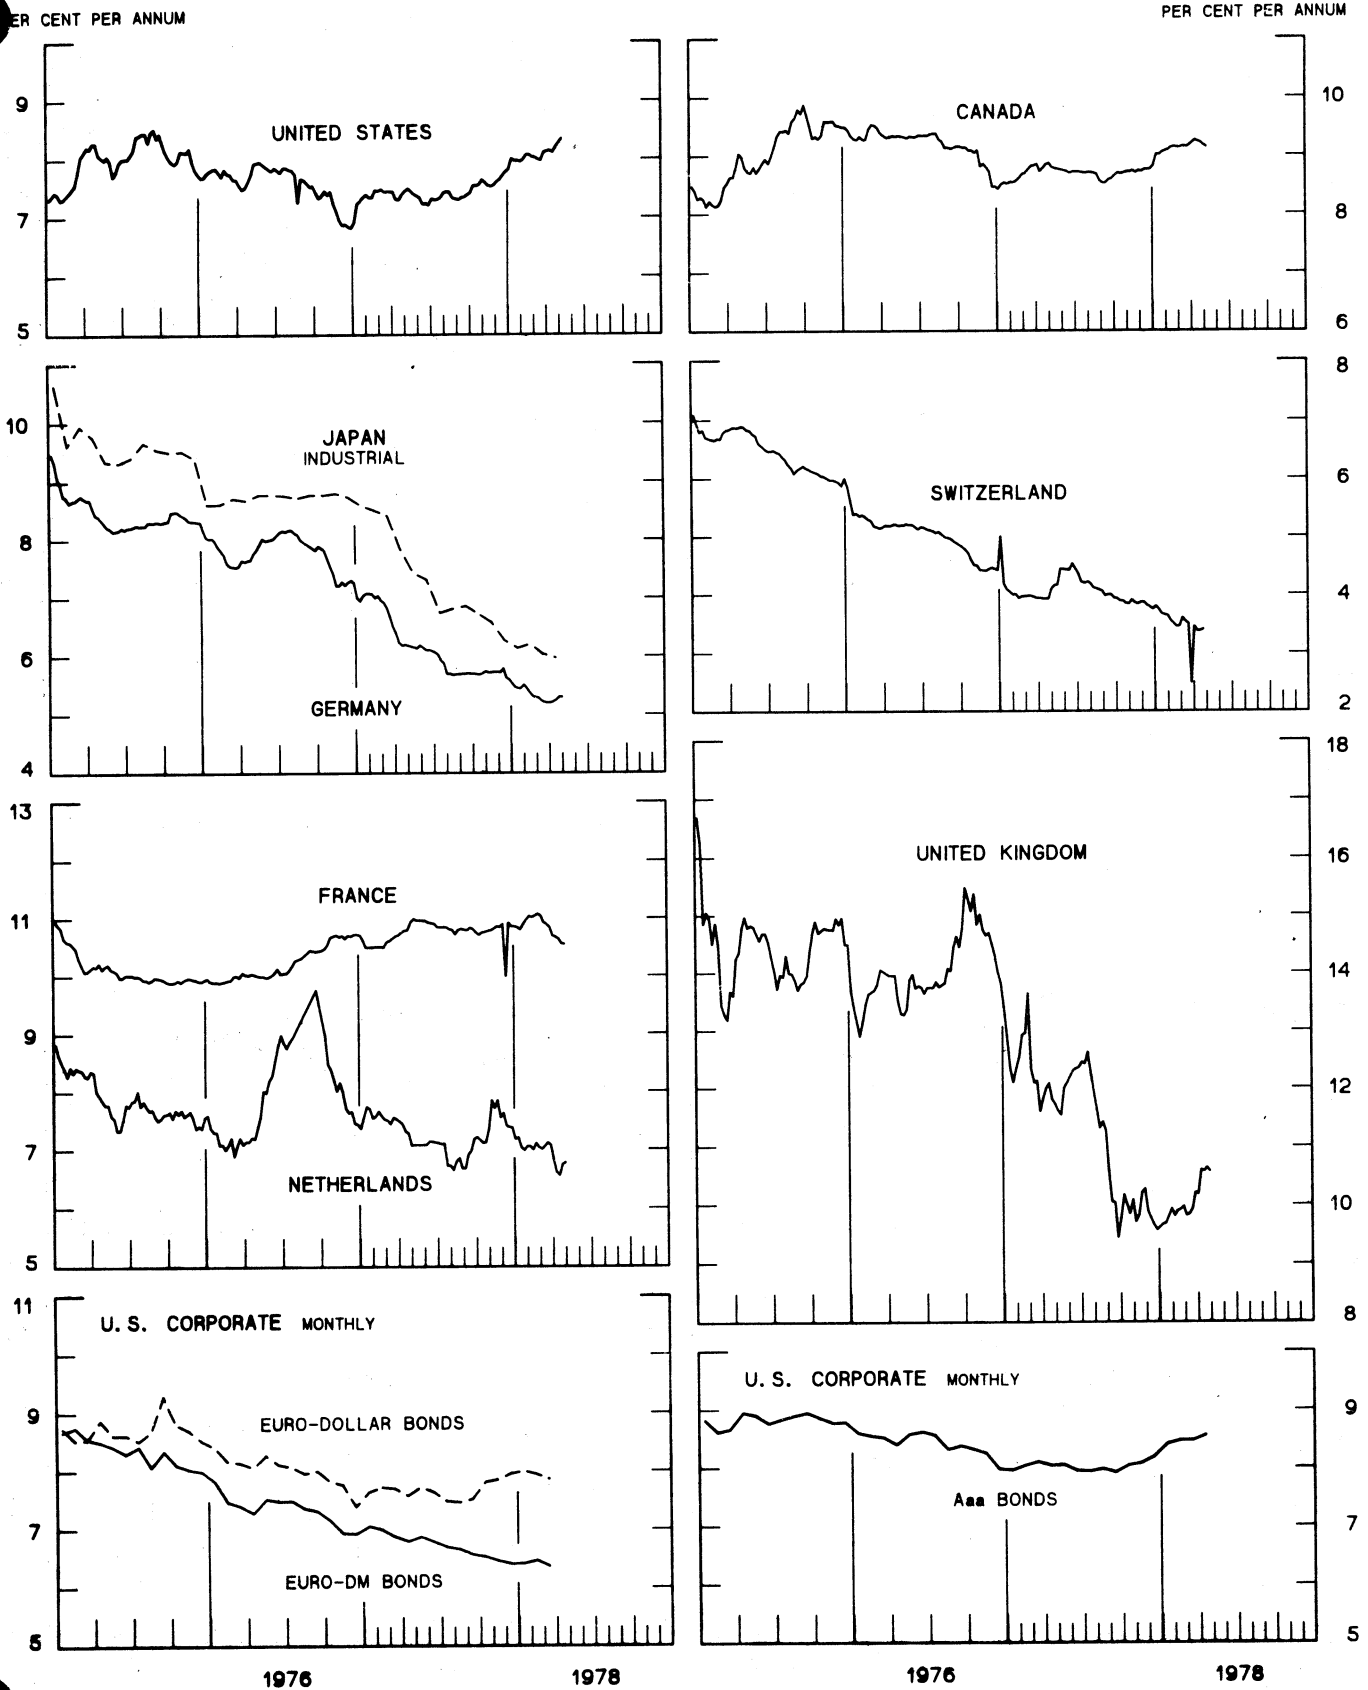 ER CENT PER ANNUM
PER CENT PER ANNUM
9
7
5
UNITED STATES
CANADA
10
8
6
10
8
6
4
JAPAN
INDUSTRIAL
GERMANY
SWITZERLAND
8
6
4
2
13
11
9
7
5
FRANCE
NETHERLANDS
UNITED KINGDOM
18
16
14
12
10
8
11
9
7
5
U.S. CORPORATE MONTHLY
EURO-DOLLAR BONDS
EURO-DM BONDS
U.S. CORPORATE MONTHLY
Aaa BONDS
9
7
5
1976
1978
1976
1978